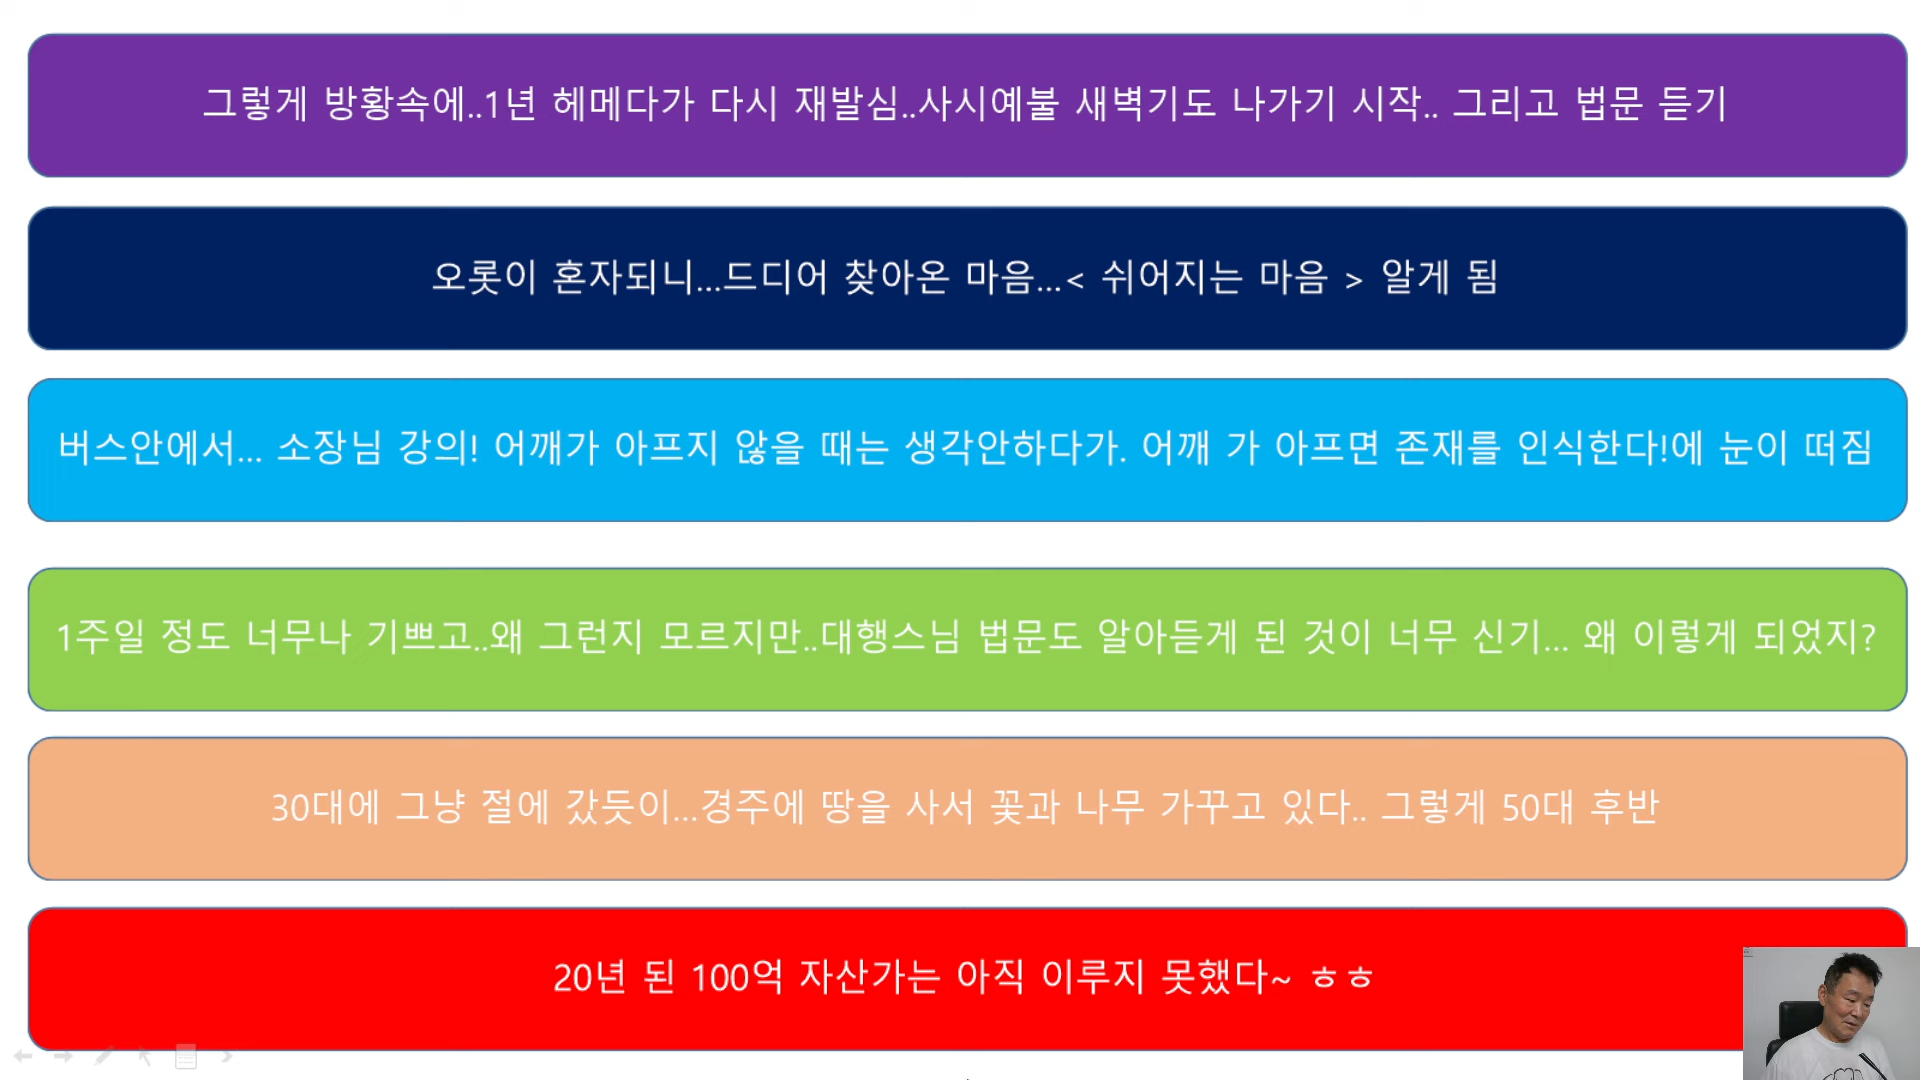 그렇게 방황속에..1년 헤메다가 다시 재발심..사시예불 새벽기도 나가기 시작.. 그리고 법문 듣기
오롯이 혼자되니...드디어 찾아온 마음...< 쉬어지는 마음 > 알게 됨
버스안에서... 소장님 강의! 어깨가 아프지 않을 때는 생각안하다가. 어깨 가 아프면 존재를 인식한다!에 눈이 떠짐
1주일 정도 너무나 기쁘고..왜 그런지 모르지만..대행스님 법문도 알아듣게 된 것이 너무 신기... 왜 이렇게 되었지?
30대에 그냥 절에 갔듯이...경주에 땅을 사서 꽃과 나무 가꾸고 있다.. 그렇게 50대 후반
20년 된 100억 자산가는 아직 이루지 못했다~ ㅎㅎ